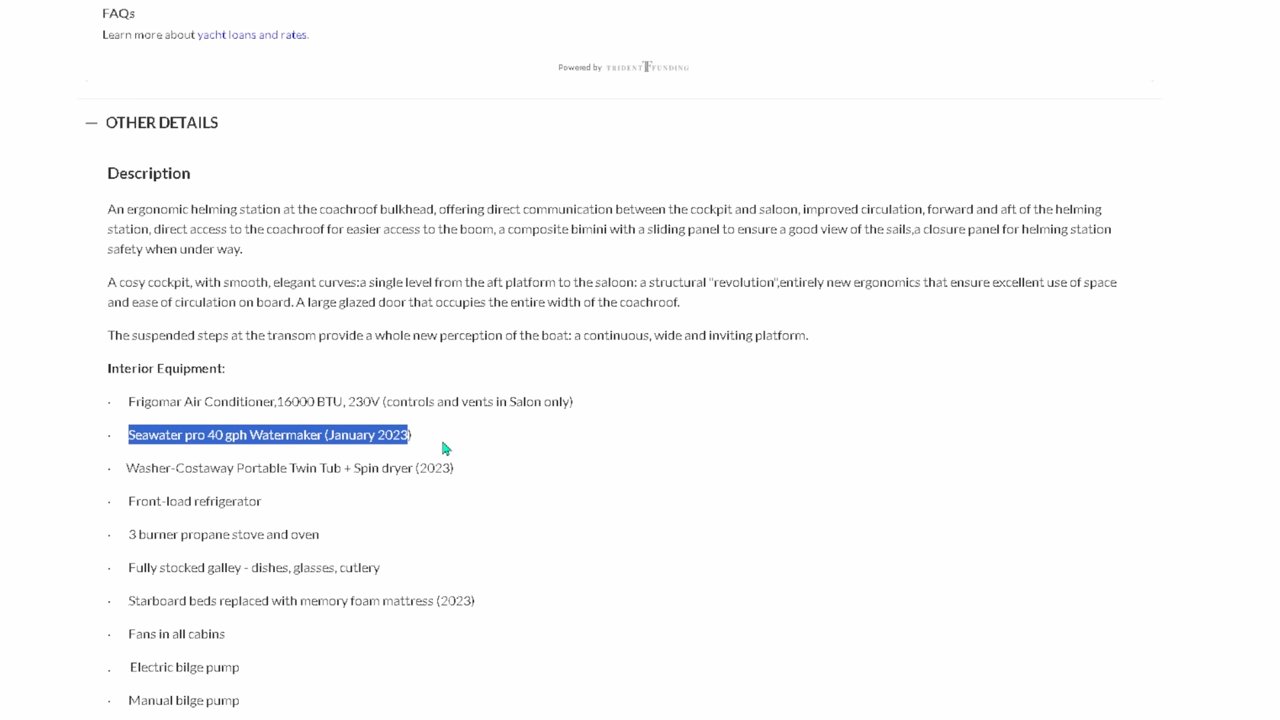 FAQs
Learn more about yacht loans and rates.
Powered by TRIDENT FUNDING
— OTHER DETAILS
Description
An ergonomic helming station at the coachroof bulkhead, offering direct communication between the cockpit and saloon, improved circulation, forward and aft of the helming
station, direct access to the coachroof for easier access to the boom, a composite bimini with a sliding panel to ensure a good view of the sails,a closure panel for helming station
safety when under way.
A cosy cockpit, with smooth, elegant curves:a single level from the aft platform to the saloon: a structural "revolution",entirely new ergonomics that ensure excellent use of space
and ease of circulation on board. A large glazed door that occupies the entire width of the coachroof.
The suspended steps at the transom provide a whole new perception of the boat: a continuous, wide and inviting platform.
Interior Equipment:
· Frigomar Air Conditioner,16000 BTU, 230V (controls and vents in Salon only)
· Seawater pro 40 gph Watermaker (January 2023)
· Washer-Costaway Portable Twin Tub + Spin dryer (2023)
· Front-load refrigerator
· 3 burner propane stove and oven
· Fully stocked galley - dishes, glasses, cutlery
· Starboard beds replaced with memory foam mattress (2023)
· Fans in all cabins
. Electric bilge pump
· Manual bilge pump